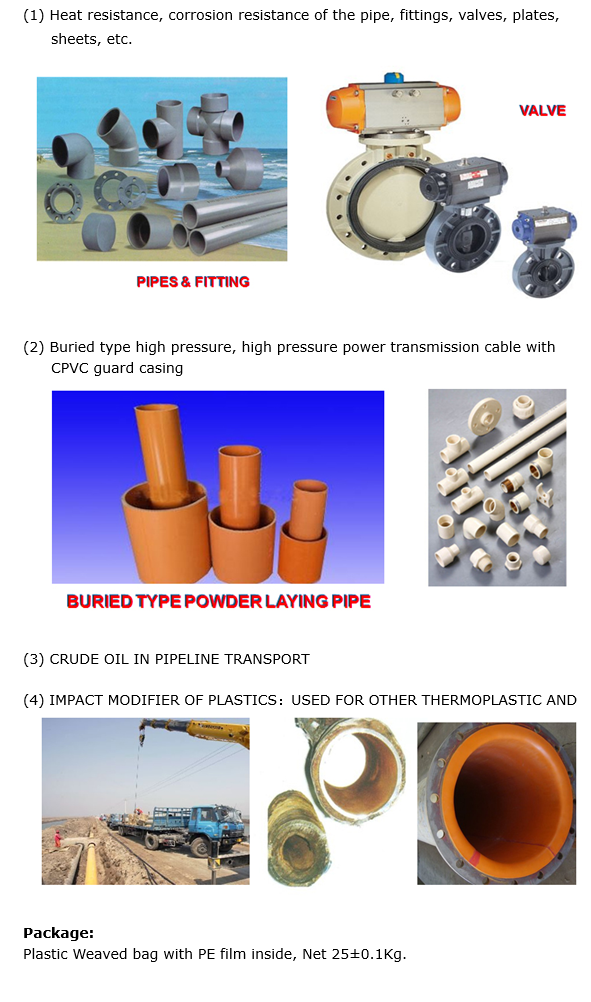 (1) Heat resistance, corrosion resistance of the pipe, fittings, valves, plates,
sheets, etc.
VALVE
PIPES & FITTING
(2) Buried type high pressure, high pressure power transmission cable with
CPVC guard casing
BURIED TYPE POWDER LAYING PIPE
(3) CRUDE OIL IN PIPELINE TRANSPORT
(4) IMPACT MODIFIER OF PLASTICS：USED FOR OTHER THERMOPLASTIC AND
Package:
Plastic Weaved bag with PE film inside, Net 25±0.1Kg.